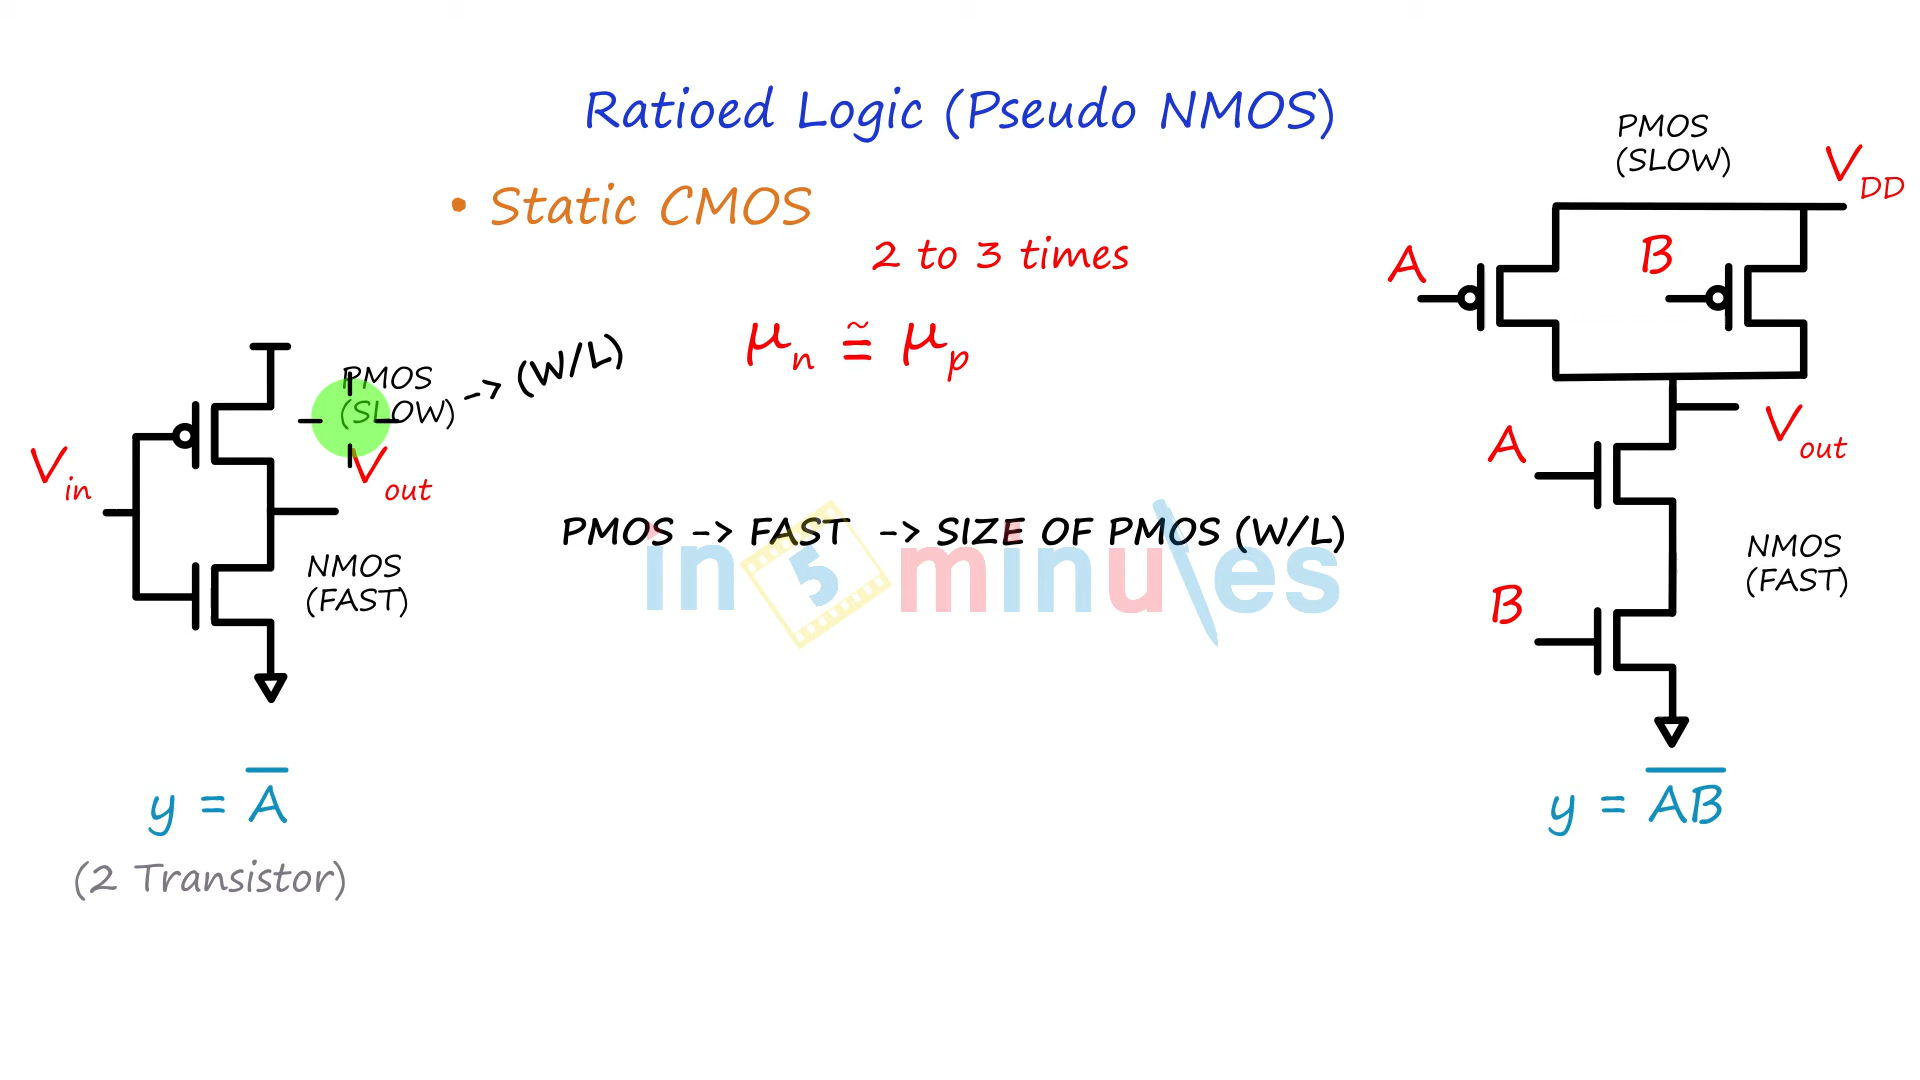 Ratioed Logic (Pseudo NMOS)
• Static CMOS
2 to 3 times
μn ≅ μp
PMOS
(SLOW)
-> (W/L)
Vin
Vout
NMOS
(FAST)
y = A̅
(2 Transistor)
PMOS -> FAST -> SIZE OF PMOS (W/L)
in 5 minutes
PMOS
(SLOW)
VDD
A
B
Vout
A
NMOS
(FAST)
B
y = A̅B̅